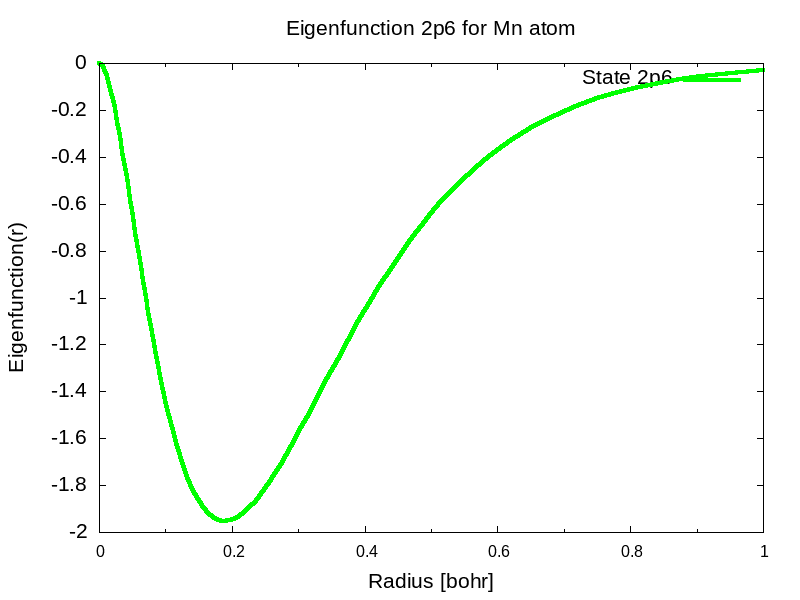 Eigenfunction 2p6 for Mn atom
State 2p6
0
-0.2
-0.4
-0.6
-0.8
-1
-1.2
-1.4
-1.6
-1.8
-2
Eigenfunction(r)
0 0.2 0.4 0.6 0.8 1
Radius [bohr]